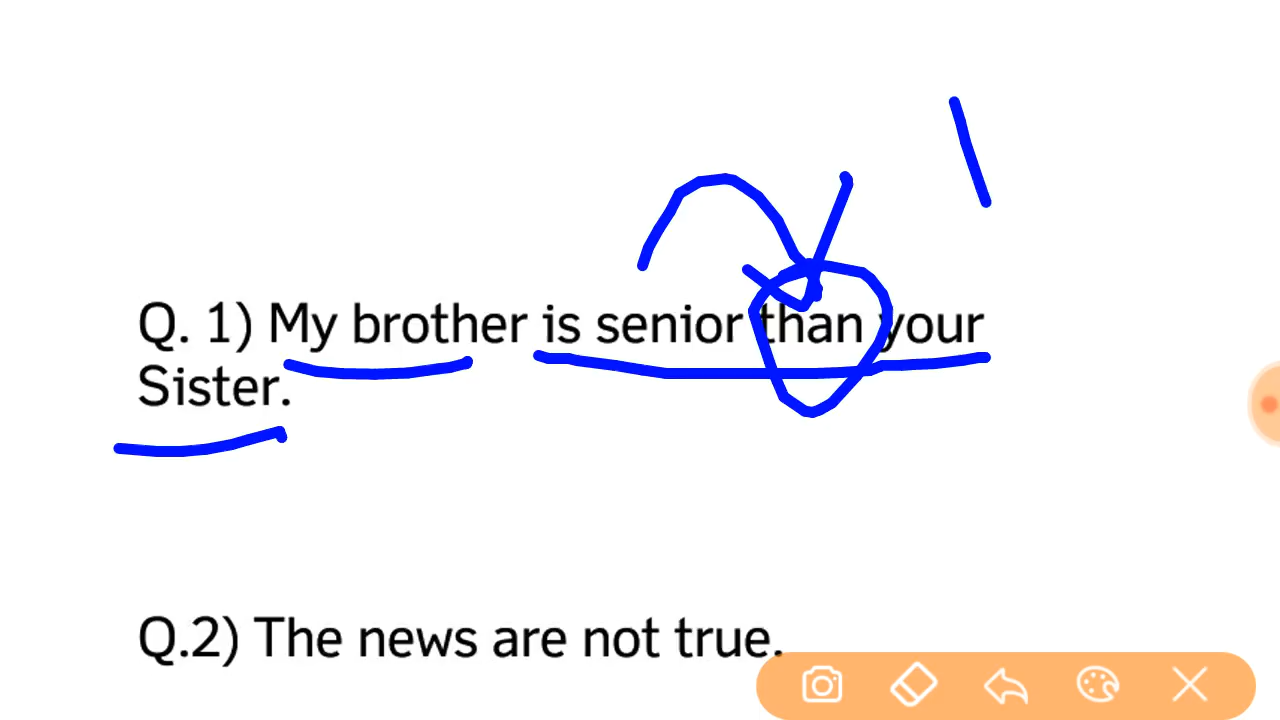 Q. 1) My brother is senior than your
Sister.
Q.2) The news are not true.